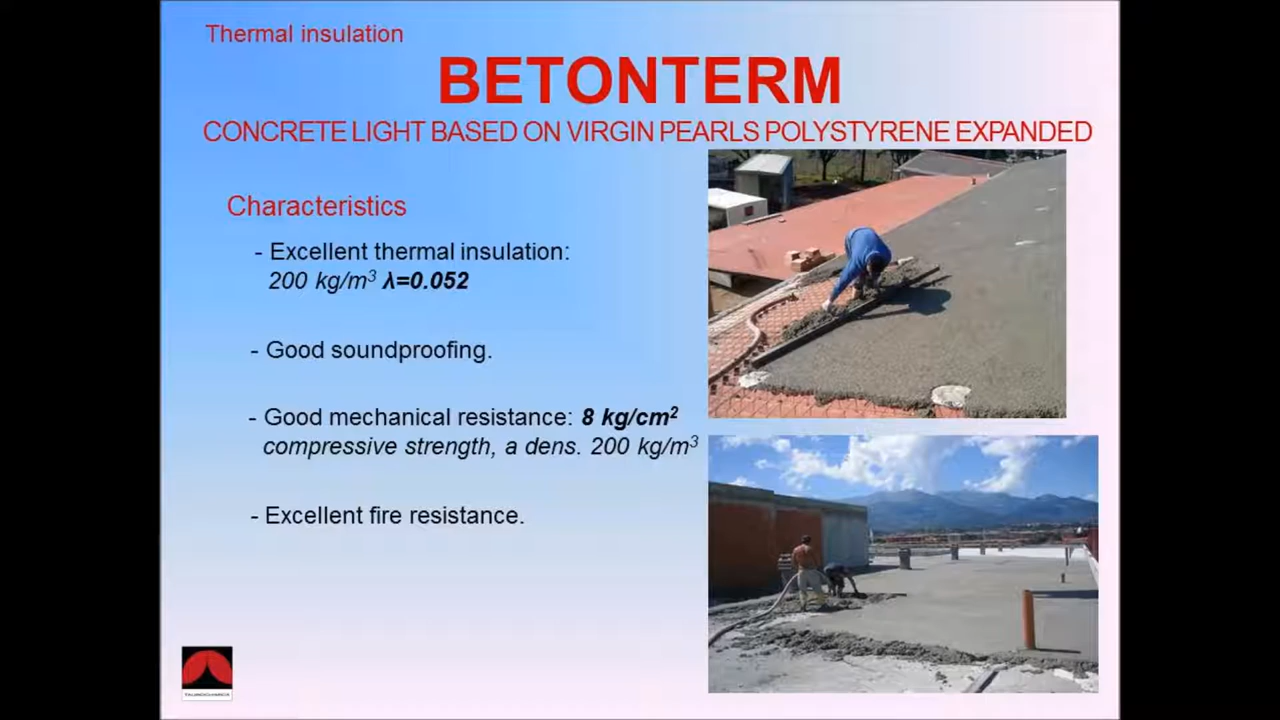 Thermal insulation
BETONTERM
CONCRETE LIGHT BASED ON VIRGIN PEARLS POLYSTYRENE EXPANDED
Characteristics
- Excellent thermal insulation:
200 kg/m³ λ=0.052
- Good soundproofing.
- Good mechanical resistance: 8 kg/cm²
compressive strength, a dens. 200 kg/m³
- Excellent fire resistance.